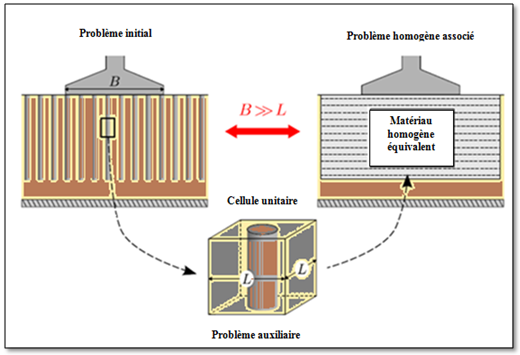 Problème initial
Problème homogène associé
B
B ≫ L
Matériau
homogène
équivalent
Cellule unitaire
L
L
Problème auxiliaire